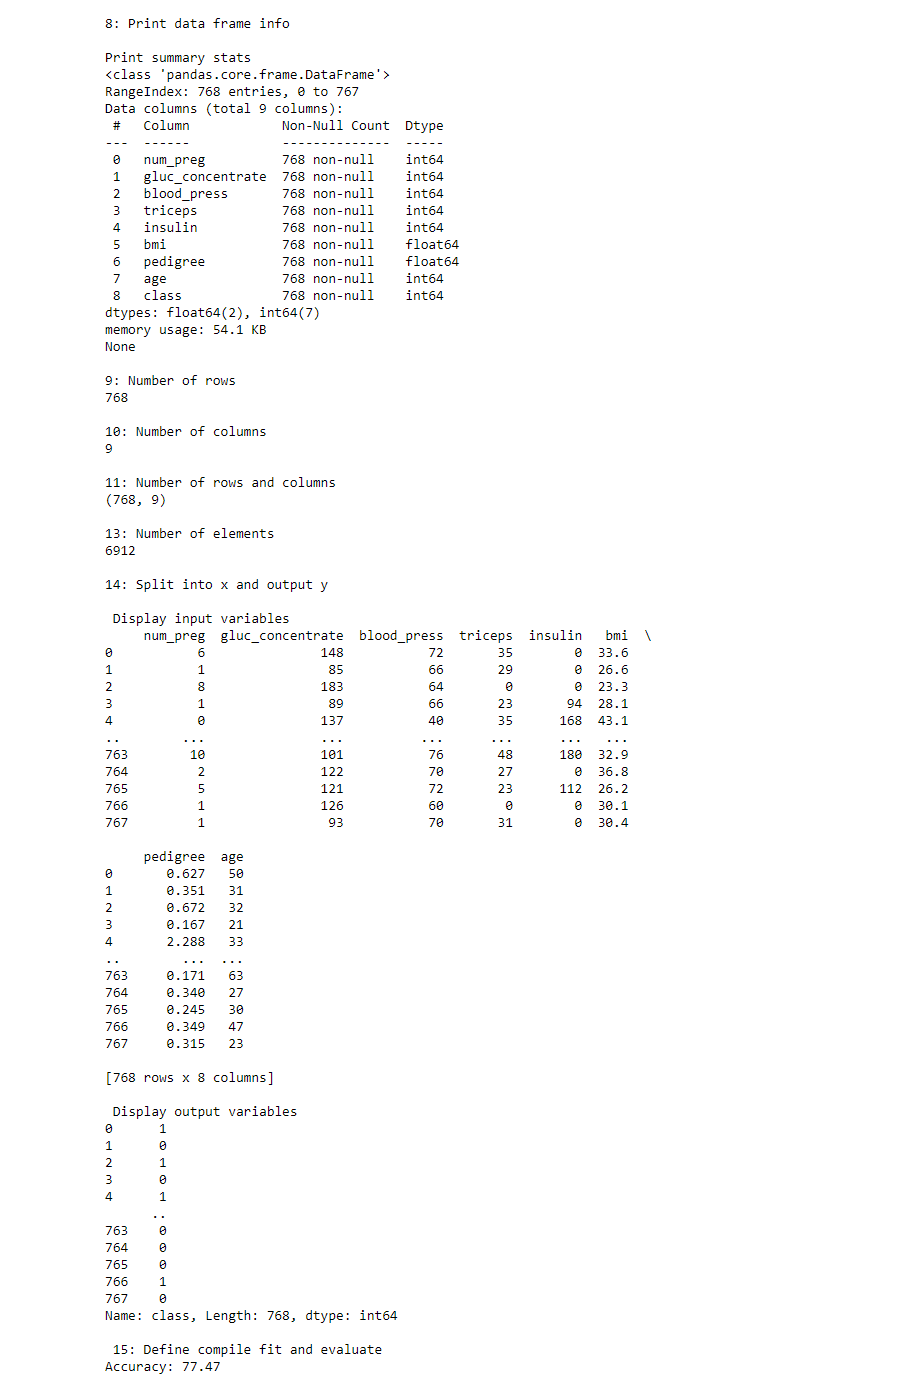 8: Print data frame info
Print summary stats
<class 'pandas.core.frame.DataFrame'>
RangeIndex: 768 entries, 0 to 767
Data columns (total 9 columns):
 #   Column            Non-Null Count  Dtype
---  ------            --------------  -----
 0   num_preg          768 non-null    int64
 1   gluc_concentrate  768 non-null    int64
 2   blood_press       768 non-null    int64
 3   triceps           768 non-null    int64
 4   insulin           768 non-null    int64
 5   bmi               768 non-null    float64
 6   pedigree          768 non-null    float64
 7   age               768 non-null    int64
 8   class             768 non-null    int64
dtypes: float64(2), int64(7)
memory usage: 54.1 KB
None
9: Number of rows
768
10: Number of columns
9
11: Number of rows and columns
(768, 9)
13: Number of elements
6912
14: Split into x and output y
 Display input variables
     num_preg  gluc_concentrate  blood_press  triceps  insulin   bmi  \
0           6               148           72       35        0  33.6
1           1                85           66       29        0  26.6
2           8               183           64        0        0  23.3
3           1                89           66       23       94  28.1
4           0               137           40       35      168  43.1
..        ...               ...          ...      ...      ...   ...
763        10               101           76       48      180  32.9
764         2               122           70       27        0  36.8
765         5               121           72       23      112  26.2
766         1               126           60        0        0  30.1
767         1                93           70       31        0  30.4
     pedigree  age
0       0.627   50
1       0.351   31
2       0.672   32
3       0.167   21
4       2.288   33
..        ...  ...
763     0.171   63
764     0.340   27
765     0.245   30
766     0.349   47
767     0.315   23
[768 rows x 8 columns]
 Display output variables
0      1
1      0
2      1
3      0
4      1
      ..
763    0
764    0
765    0
766    1
767    0
Name: class, Length: 768, dtype: int64
 15: Define compile fit and evaluate
Accuracy: 77.47